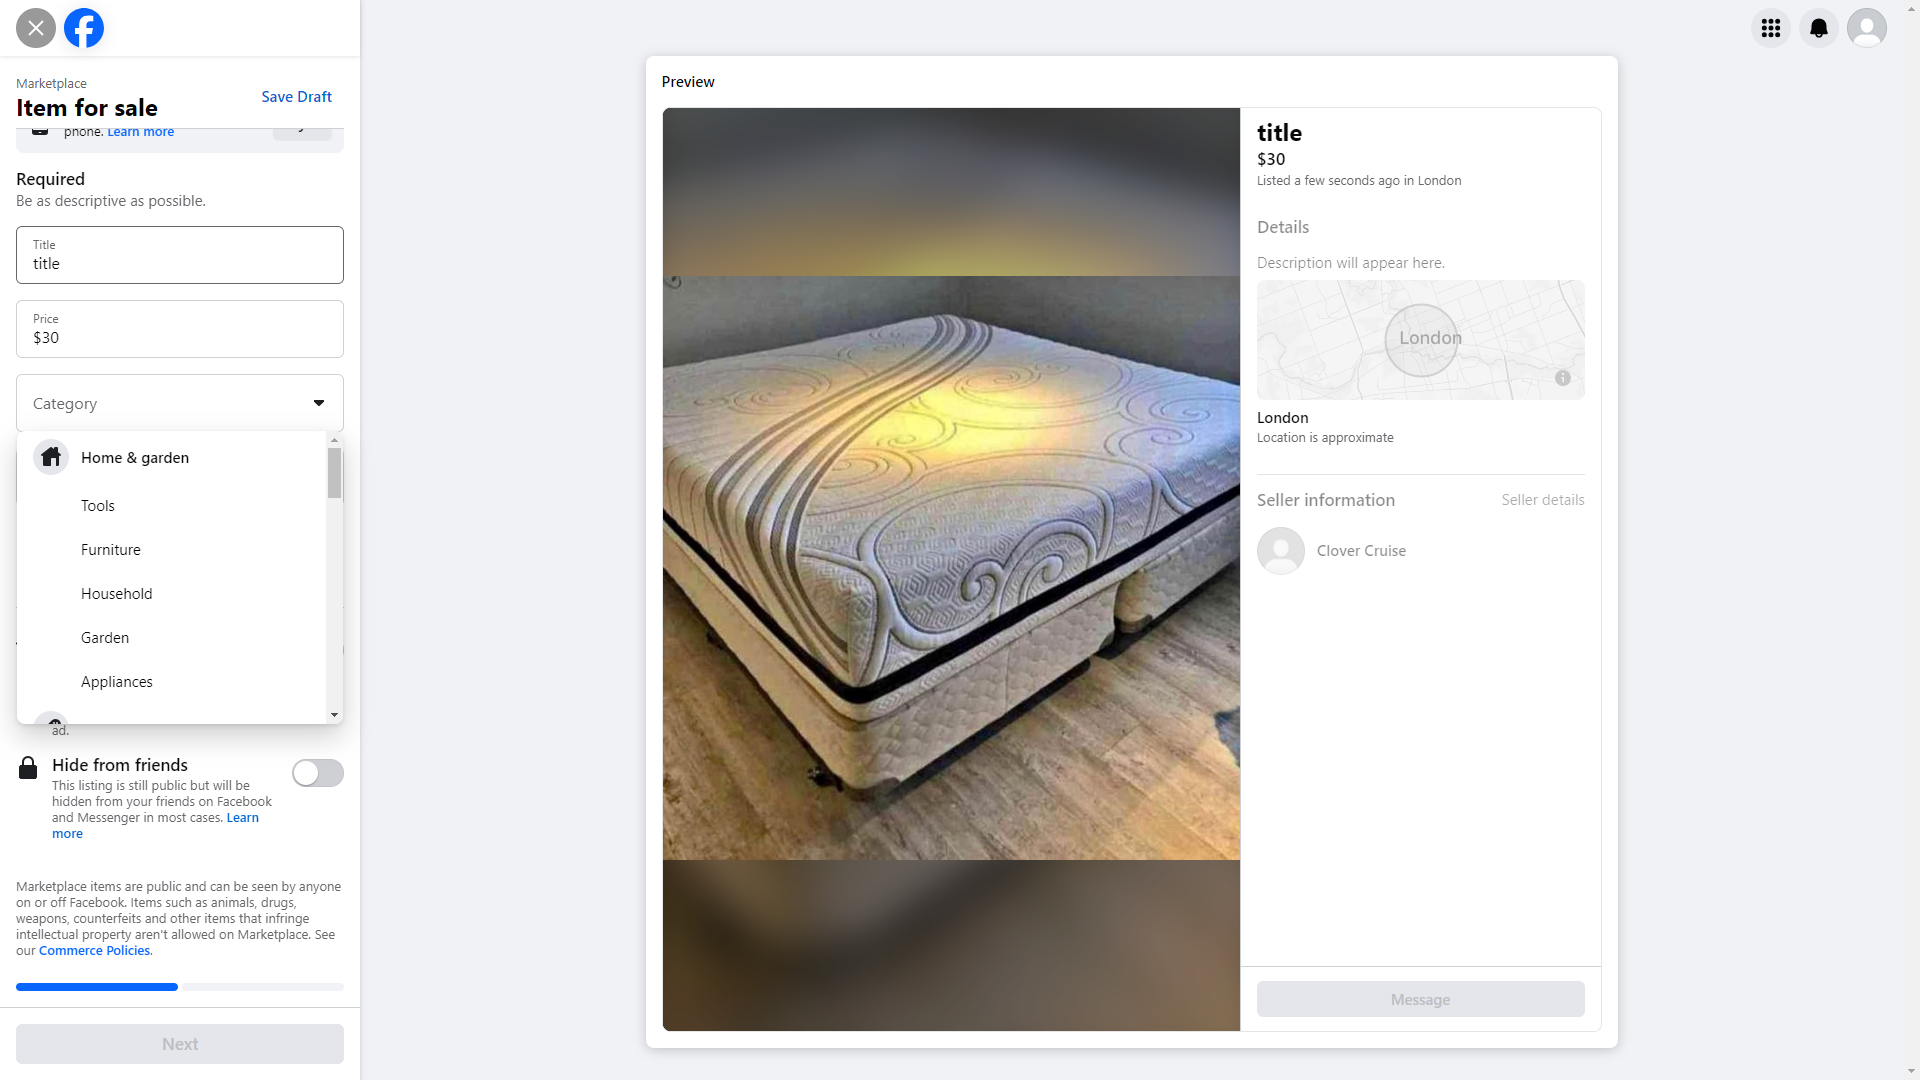 Marketplace
Item for sale
Save Draft
phone. Learn more
Required
Be as descriptive as possible.
Title
title
Price
$30
Category
Home & garden
Tools
Furniture
Household
Garden
Appliances
ad.
Hide from friends
This listing is still public but will be
hidden from your friends on Facebook
and Messenger in most cases. Learn
more
Marketplace items are public and can be seen by anyone
on or off Facebook. Items such as animals, drugs,
weapons, counterfeits and other items that infringe
intellectual property aren't allowed on Marketplace. See
our Commerce Policies.
Next
Preview
title
$30
Listed a few seconds ago in London
Details
Description will appear here.
London
London
Location is approximate
Seller information
Seller details
Clover Cruise
Message